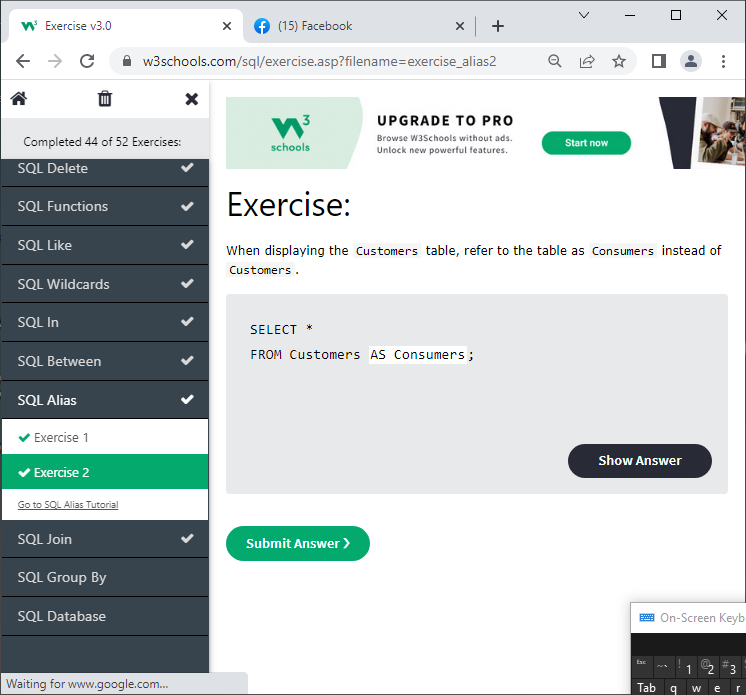 Exercise v3.0
(15) Facebook
w3schools.com/sql/exercise.asp?filename=exercise_alias2
Completed 44 of 52 Exercises:
SQL Delete
SQL Functions
SQL Like
SQL Wildcards
SQL In
SQL Between
SQL Alias
Exercise 1
Exercise 2
Go to SQL Alias Tutorial
SQL Join
SQL Group By
SQL Database
Waiting for www.google.com...
W3
schools
UPGRADE TO PRO
Browse W3Schools without ads.
Unlock new powerful features.
Start now
Exercise:
When displaying the Customers table, refer to the table as Consumers instead of
Customers.
SELECT *
FROM Customers AS Consumers;
Show Answer
Submit Answer ❯
On-Screen Keyb
Esc ~` ! 1 @ 2 # 3
Tab q w e r